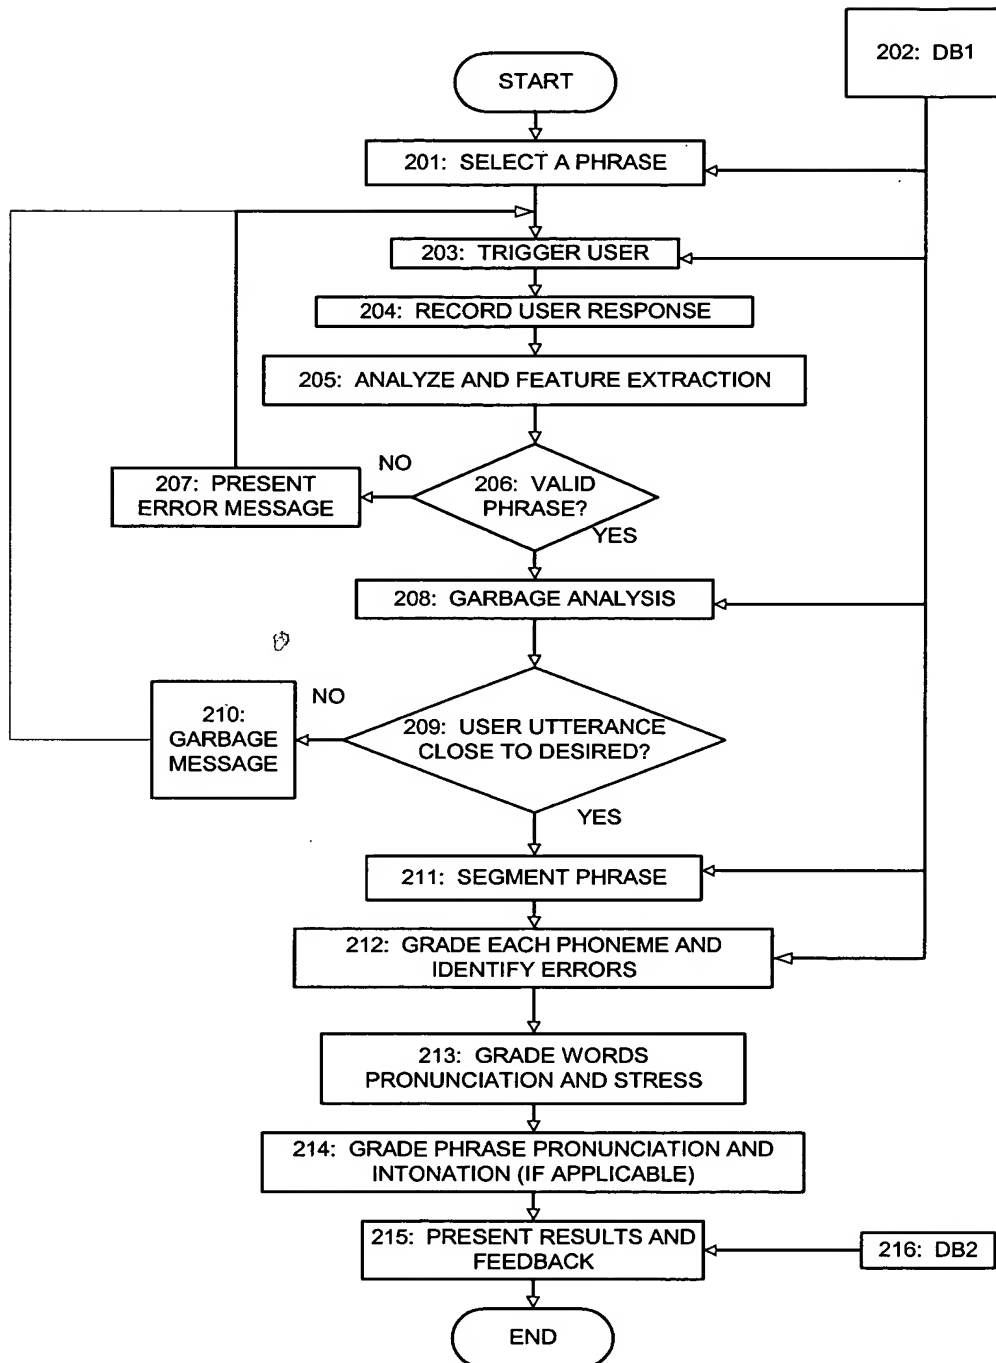 202: DB1
START
201: SELECT A PHRASE
203: TRIGGER USER
204: RECORD USER RESPONSE
205: ANALYZE AND FEATURE EXTRACTION
NO
206: VALID
PHRASE?
207: PRESENT
ERROR MESSAGE
YES
208: GARBAGE ANALYSIS
NO
209: USER UTTERANCE
CLOSE TO DESIRED?
210:
GARBAGE
MESSAGE
YES
211: SEGMENT PHRASE
212: GRADE EACH PHONEME AND
IDENTIFY ERRORS
213: GRADE WORDS
PRONUNCIATION AND STRESS
214: GRADE PHRASE PRONUNCIATION AND
INTONATION (IF APPLICABLE)
215: PRESENT RESULTS AND
FEEDBACK
216: DB2
END